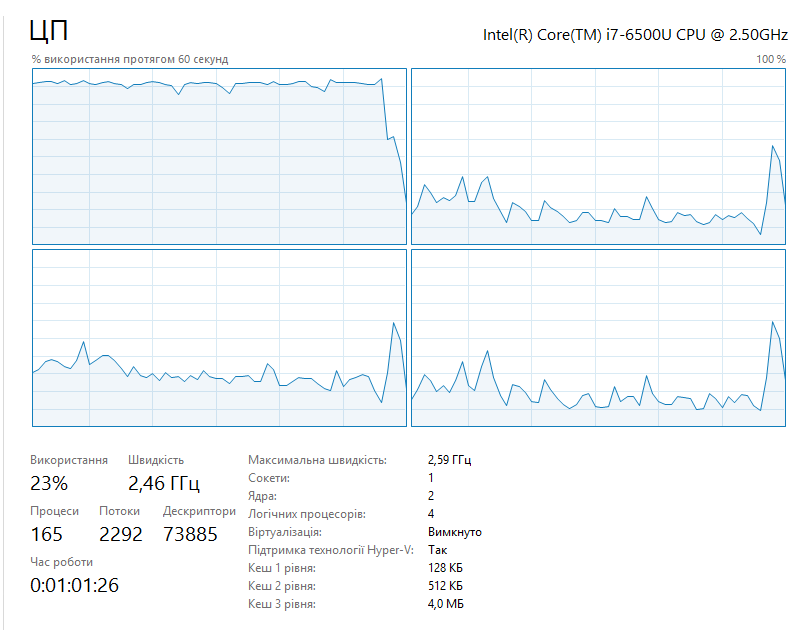 ЦП Intel(R) Core(TM) i7-6500U CPU @ 2.50GHz
% використання протягом 60 секунд 100 %
Використання Швидкість
23% 2,46 ГГц
Процеси Потоки Дескриптори
165 2292 73885
Час роботи
0:01:01:26
Максимальна швидкість: 2,59 ГГц
Сокети: 1
Ядра: 2
Логічних процесорів: 4
Віртуалізація: Вимкнуто
Підтримка технології Hyper-V: Так
Кеш 1 рівня: 128 КБ
Кеш 2 рівня: 512 КБ
Кеш 3 рівня: 4,0 МБ